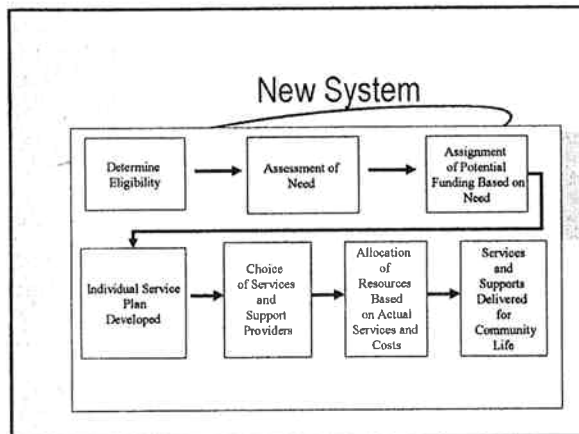 New System
Determine
Eligibility
Assessment of
Need
Assignment
of Potential
Funding Based on
Need
Individual Service
Plan
Developed
Choice
of Services
and
Support
Providers
Allocation
of
Resources
Based
on Actual
Services and
Costs
Services
and
Supports
Delivered
for
Community
Life